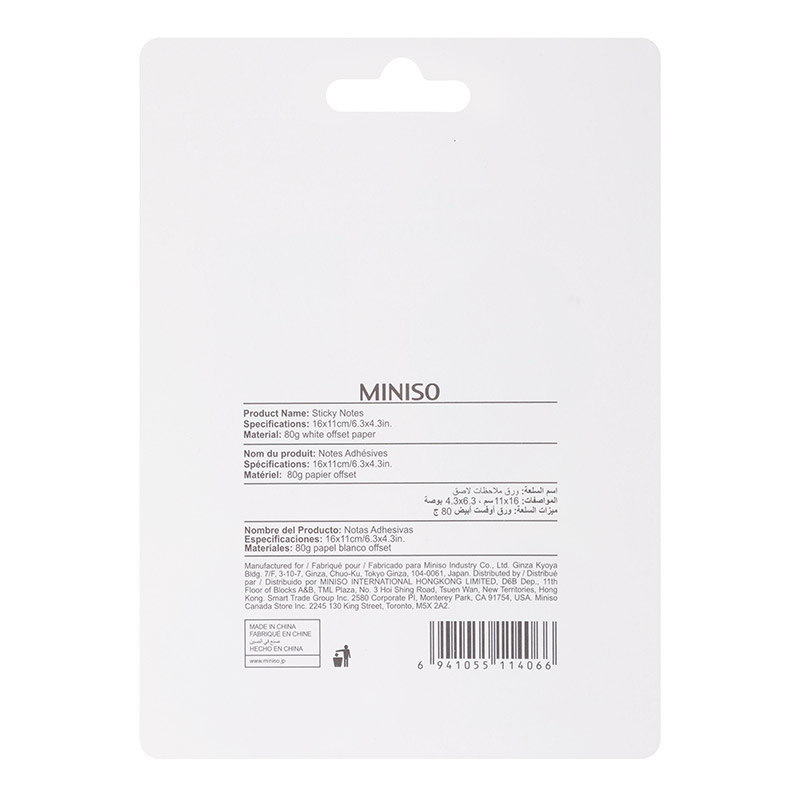 MINISO
Product Name: Sticky Notes
Specifications: 16x11cm/6.3x4.3in.
Material: 80g white offset paper
Nom du produit: Notes Adhésives
Spécifications: 16x11cm/6.3x4.3in.
Matériel: 80g papier offset
اسم السلعة: ورق ملاحظات لاصق
المواصفات: 16×11 سم ، 6.3×4.3 بوصة
ميزات السلعة: ورق أوفست أبيض 80 ج
Nombre del Producto: Notas Adhesivas
Especificaciones: 16x11cm/6.3x4.3in.
Materiales: 80g papel blanco offset
Manufactured for / Fabriqué pour / Fabricado para Miniso Industry Co., Ltd. Ginza Kyoya
Bldg. 7/F, 3-10-7, Ginza, Chuo-Ku, Tokyo Ginza, 104-0061, Japan. Distributed by / Distribué
par / Distribuido por MINISO INTERNATIONAL HONGKONG LIMITED, D6B Dep., 11th
Floor of Blocks A&B, TML Plaza, No. 3 Hoi Shing Road, Tsuen Wan, New Territories, Hong
Kong. Smart Trade Group Inc. 2580 Corporate Pl, Monterey Park, CA 91754, USA. Miniso
Canada Store Inc. 2245 130 King Street, Toronto, M5X 2A2.
MADE IN CHINA
FABRIQUÉ EN CHINE
صنع في الصين
HECHO EN CHINA
www.miniso.jp
6 941055 114066